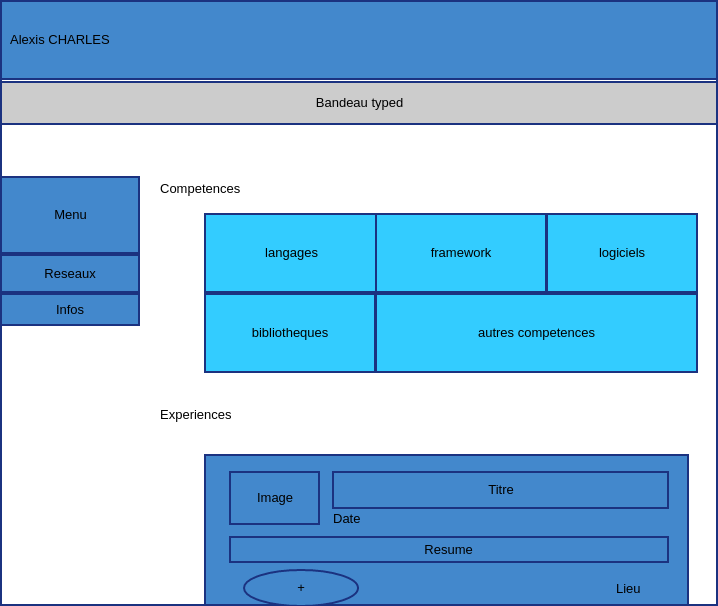 Alexis CHARLES
Bandeau typed
Menu
Reseaux
Infos
Competences
langages framework logiciels
bibliotheques autres competences
Experiences
Image Titre
Date
Resume
+ Lieu